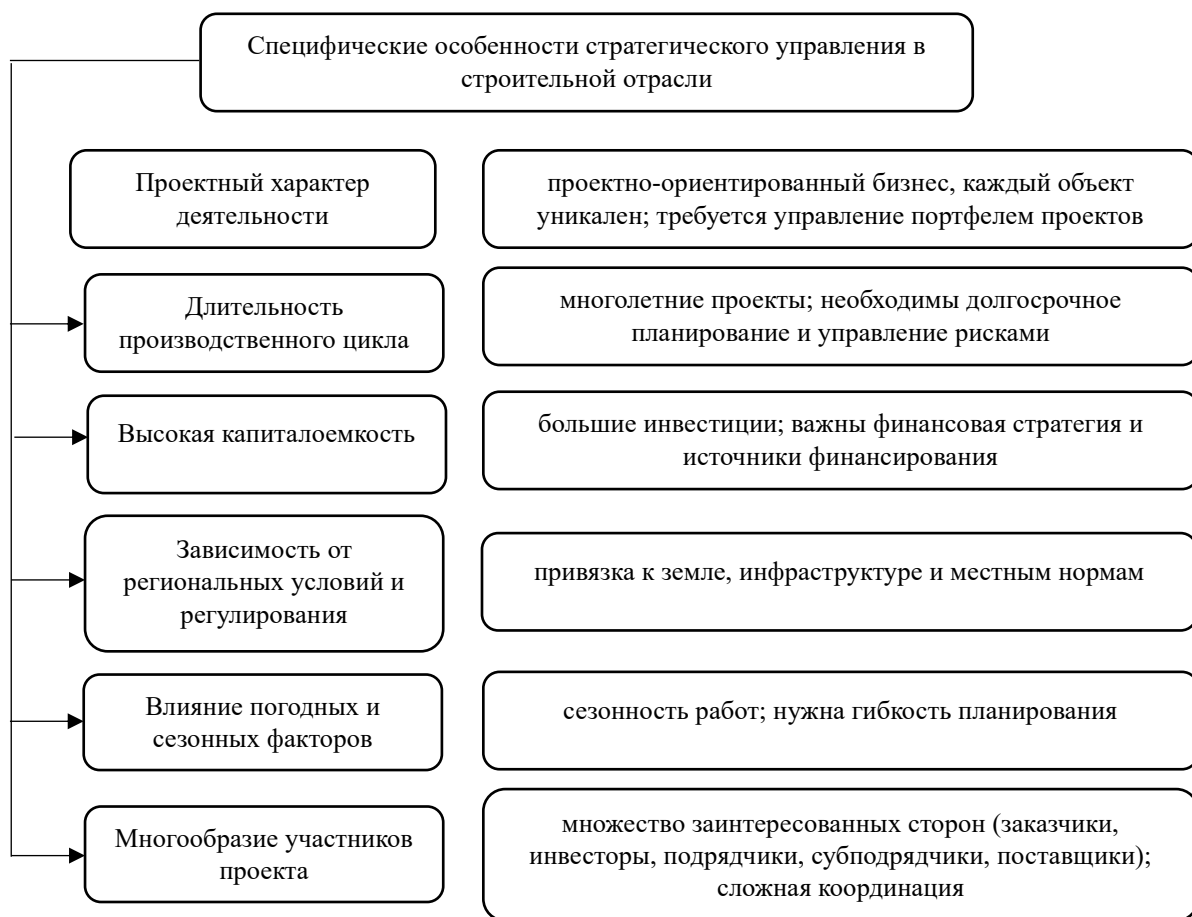 Специфические особенности стратегического управления в
строительной отрасли
Проектный характер
деятельности
проектно-ориентированный бизнес, каждый объект
уникален; требуется управление портфелем проектов
Длительность
производственного цикла
многолетние проекты; необходимы долгосрочное
планирование и управление рисками
Высокая капиталоемкость
большие инвестиции; важны финансовая стратегия и
источники финансирования
Зависимость от
региональных условий и
регулирования
привязка к земле, инфраструктуре и местным нормам
Влияние погодных и
сезонных факторов
сезонность работ; нужна гибкость планирования
Многообразие участников
проекта
множество заинтересованных сторон (заказчики,
инвесторы, подрядчики, субподрядчики, поставщики);
сложная координация